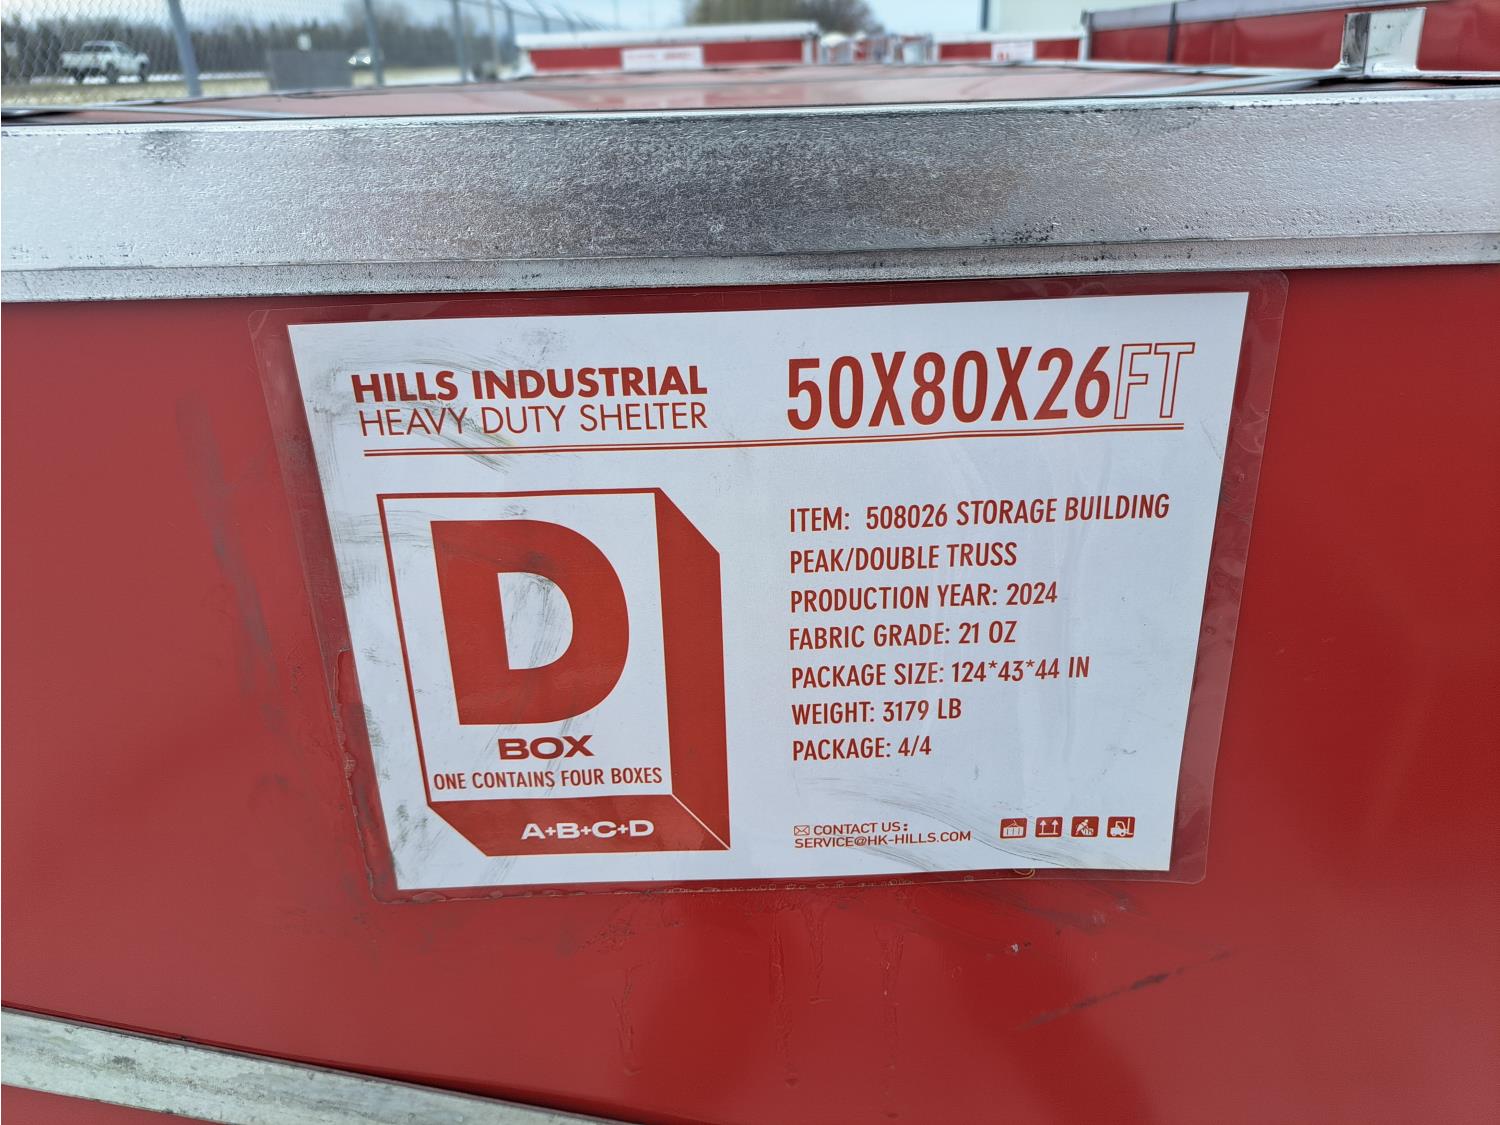 HILLS INDUSTRIAL
HEAVY DUTY SHELTER
50X80X26FT
D
BOX
ONE CONTAINS FOUR BOXES
A+B+C+D
ITEM: 508026 STORAGE BUILDING
PEAK/DOUBLE TRUSS
PRODUCTION YEAR: 2024
FABRIC GRADE: 21 OZ
PACKAGE SIZE: 124*43*44 IN
WEIGHT: 3179 LB
PACKAGE: 4/4
CONTACT US:
SERVICE@HK-HILLS.COM